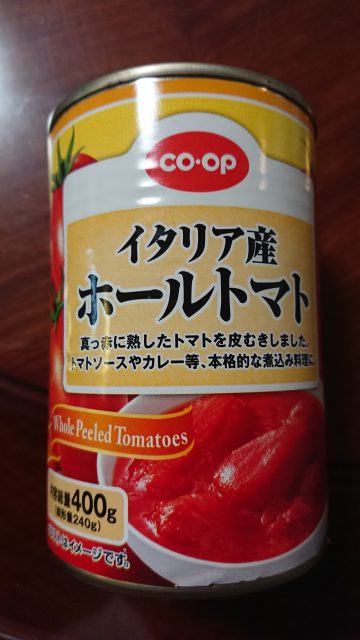 CO·OP
イタリア産
ホールトマト
真っ赤に熟したトマトを皮むきしました。
トマトソースやカレー等、本格的な煮込み料理に。
Whole Peeled Tomatoes
内容総量400g
(固形量240g)
イメージです。